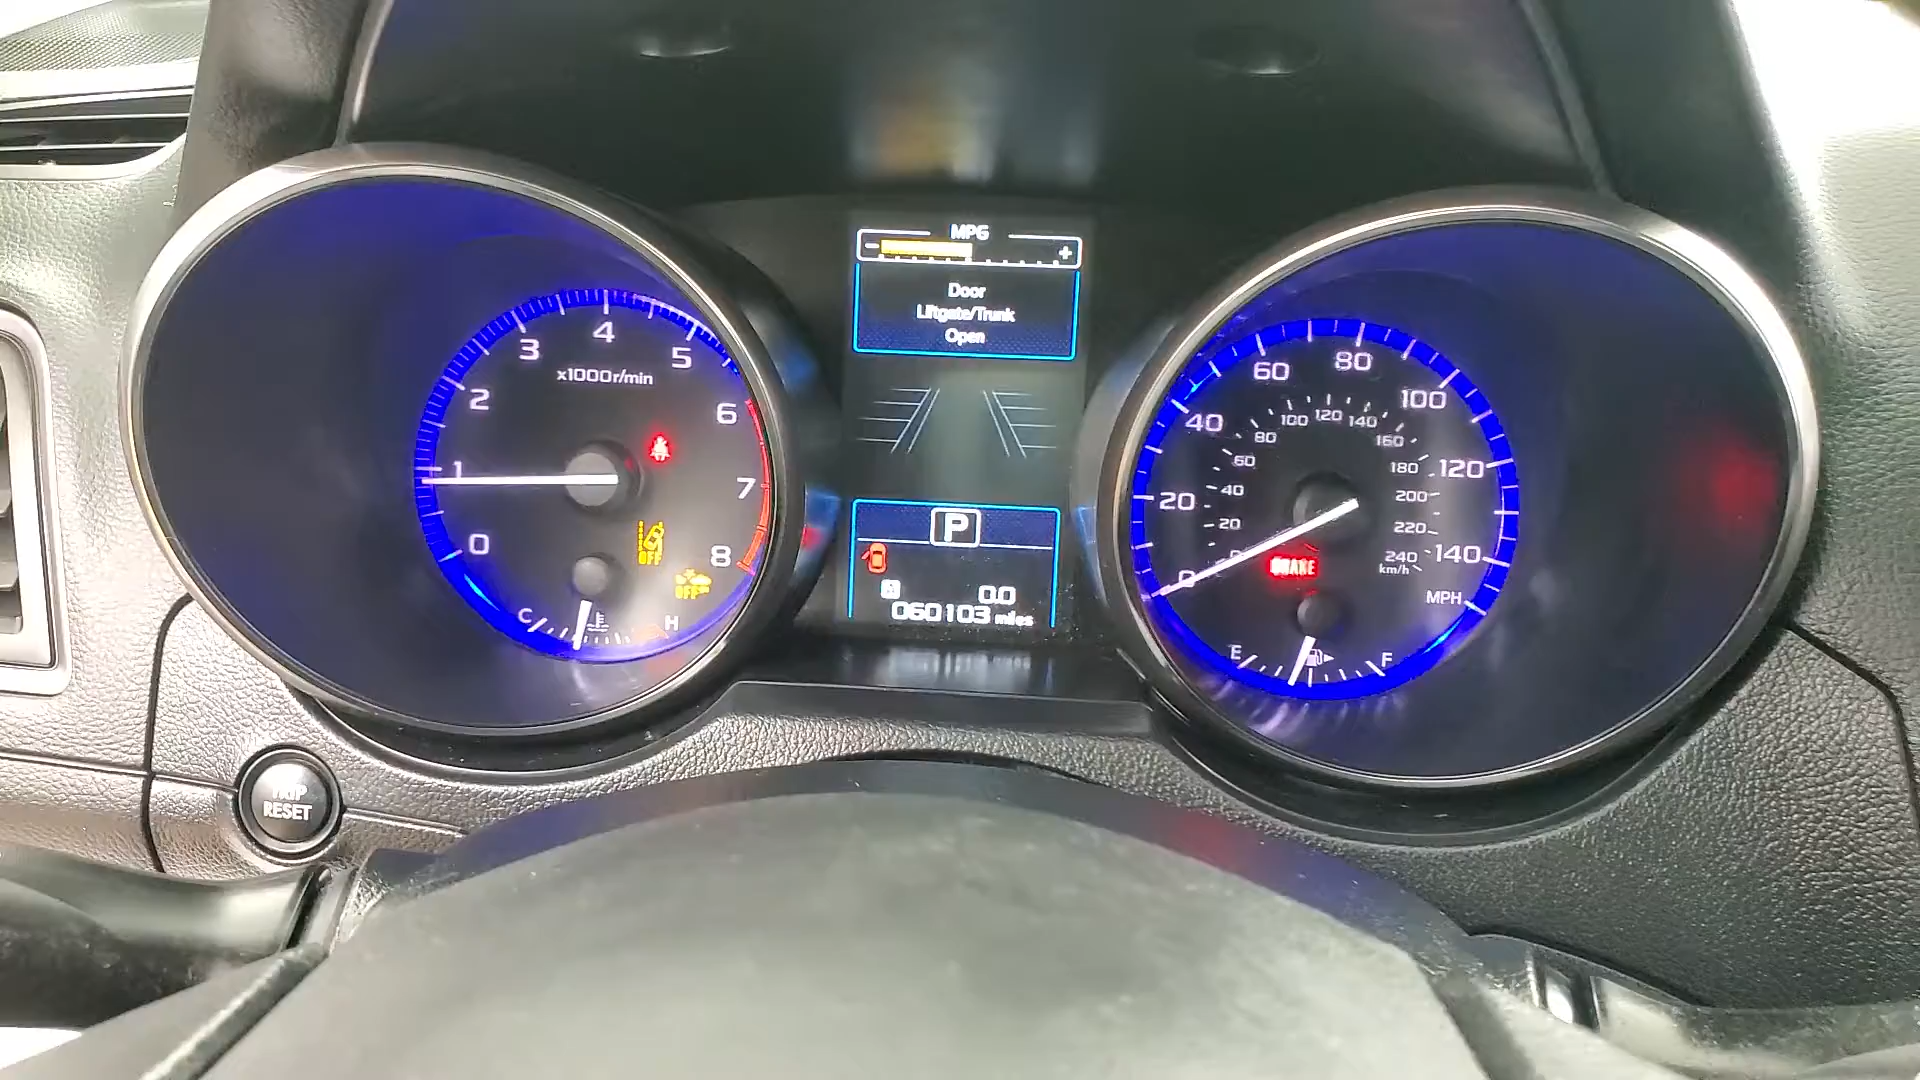 MPG
- +
Door
Liftgate/Trunk
Open
0 1 2 3 4 5 6 7 8
x1000r/min
OFF
OFF
C H
P
0.0
060103 miles
0 20 40 60 80 100 120 140
MPH
20 40 60 80 100 120 140 160 180 200 220 240
km/h
BRAKE
E F
TRIP
RESET